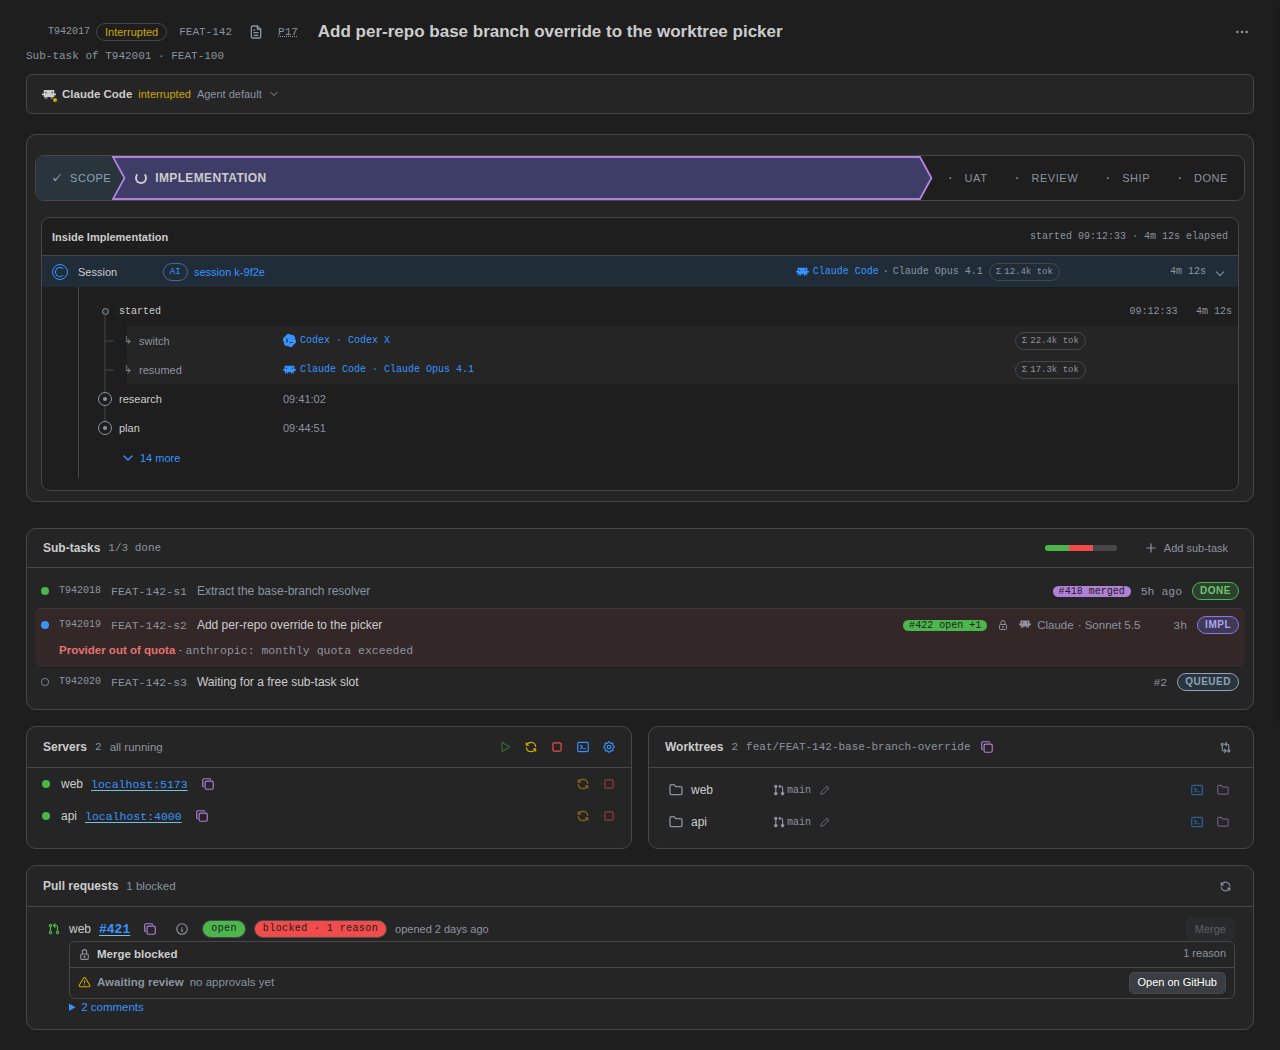 T942017 Interrupted FEAT-142 P17 Add per-repo base branch override to the worktree picker
Sub-task of T942001 · FEAT-100
Claude Code interrupted Agent default
SCOPE IMPLEMENTATION · UAT · REVIEW · SHIP · DONE
Inside Implementation started 09:12:33 · 4m 12s elapsed
Session AI session k-9f2e Claude Code · Claude Opus 4.1 Σ 12.4k tok 4m 12s
started 09:12:33 4m 12s
↳ switch Codex · Codex X Σ 22.4k tok
↳ resumed Claude Code · Claude Opus 4.1 Σ 17.3k tok
research 09:41:02
plan 09:44:51
14 more
Sub-tasks 1/3 done Add sub-task
T942018 FEAT-142-s1 Extract the base-branch resolver #418 merged 5h ago DONE
T942019 FEAT-142-s2 Add per-repo override to the picker #422 open +1 Claude · Sonnet 5.5 3h IMPL
Provider out of quota · anthropic: monthly quota exceeded
T942020 FEAT-142-s3 Waiting for a free sub-task slot #2 QUEUED
Servers 2 all running
web localhost:5173
api localhost:4000
Worktrees 2 feat/FEAT-142-base-branch-override
web main
api main
Pull requests 1 blocked
web #421 open blocked · 1 reason opened 2 days ago Merge
Merge blocked 1 reason
Awaiting review no approvals yet Open on GitHub
2 comments